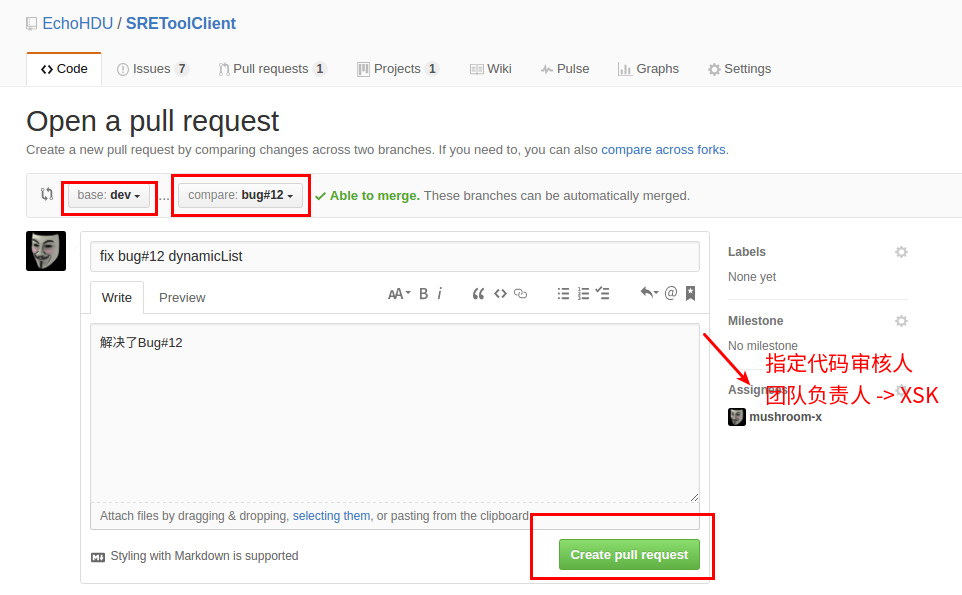 EchoHDU / SREToolClient
Code Issues 7 Pull requests 1 Projects 1 Wiki Pulse Graphs Settings
Open a pull request
Create a new pull request by comparing changes across two branches. If you need to, you can also compare across forks.
base: dev ... compare: bug#12 Able to merge. These branches can be automatically merged.
fix bug#12 dynamicList
Write Preview AA B i
解决了Bug#12
Attach files by dragging & dropping, selecting them, or pasting from the clipboard
Styling with Markdown is supported
Create pull request
Labels
None yet
Milestone
No milestone
指定代码审核人
Assignees
团队负责人 -> XSK
mushroom-x